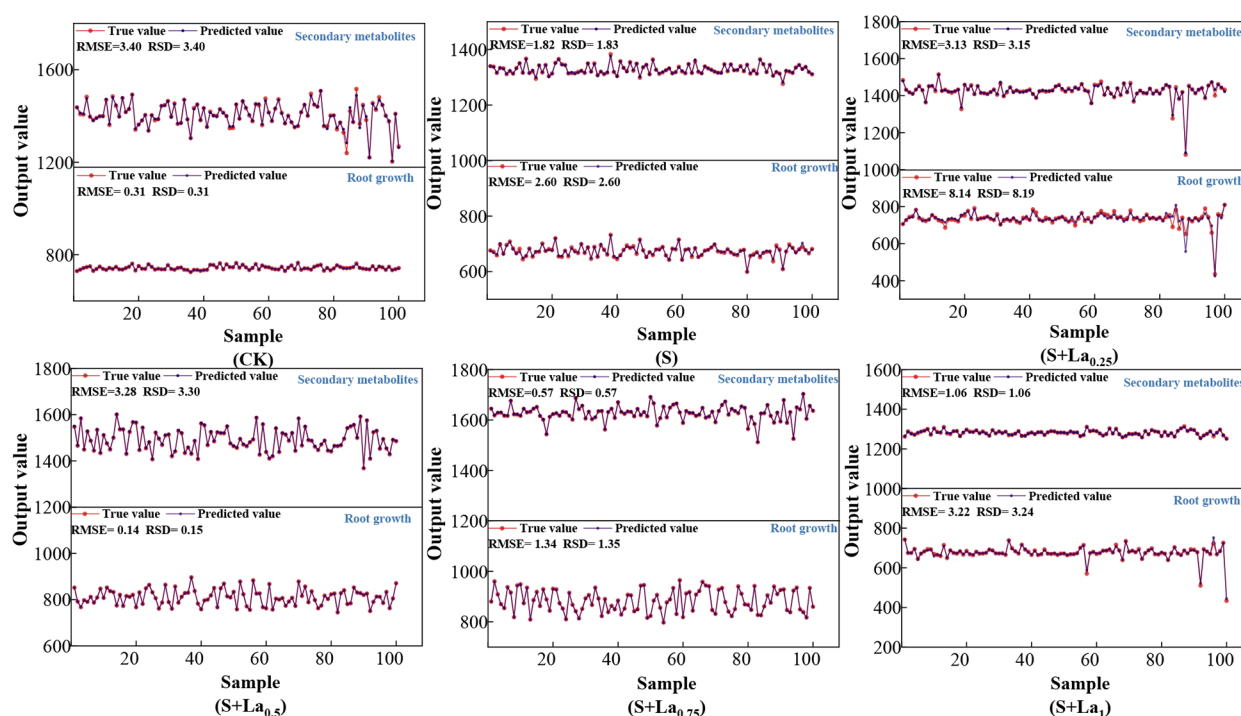 True value Predicted value
Secondary metabolites
RMSE=3.40 RSD= 3.40
1600
1200
True value Predicted value
Root growth
RMSE= 0.31 RSD= 0.31
800
Output value
20 40 60 80 100
Sample
(CK)
True value Predicted value
Secondary metabolites
RMSE=1.82 RSD= 1.83
1400
1200
1000
True value Predicted value
Root growth
RMSE= 2.60 RSD= 2.60
800
600
Output value
20 40 60 80 100
Sample
(S)
1800
True value Predicted value
Secondary metabolites
RMSE=3.13 RSD= 3.15
1600
1400
1200
1000
True value Predicted value
Root growth
RMSE= 8.14 RSD= 8.19
800
600
400
Output value
20 40 60 80 100
Sample
(S+La0.25)
1800
True value Predicted value
Secondary metabolites
RMSE=3.28 RSD= 3.30
1600
1400
1200
True value Predicted value
Root growth
RMSE= 0.14 RSD= 0.15
1000
800
600
Output value
20 40 60 80 100
Sample
(S+La0.5)
1800
True value Predicted value
Secondary metabolites
RMSE=0.57 RSD= 0.57
1600
1400
1200
True value Predicted value
Root growth
RMSE= 1.34 RSD= 1.35
1000
800
Output value
20 40 60 80 100
Sample
(S+La0.75)
1600
True value Predicted value
Secondary metabolites
RMSE=1.06 RSD= 1.06
1400
1200
1000
True value Predicted value
Root growth
RMSE= 3.22 RSD= 3.24
800
600
400
200
Output value
20 40 60 80 100
Sample
(S+La1)